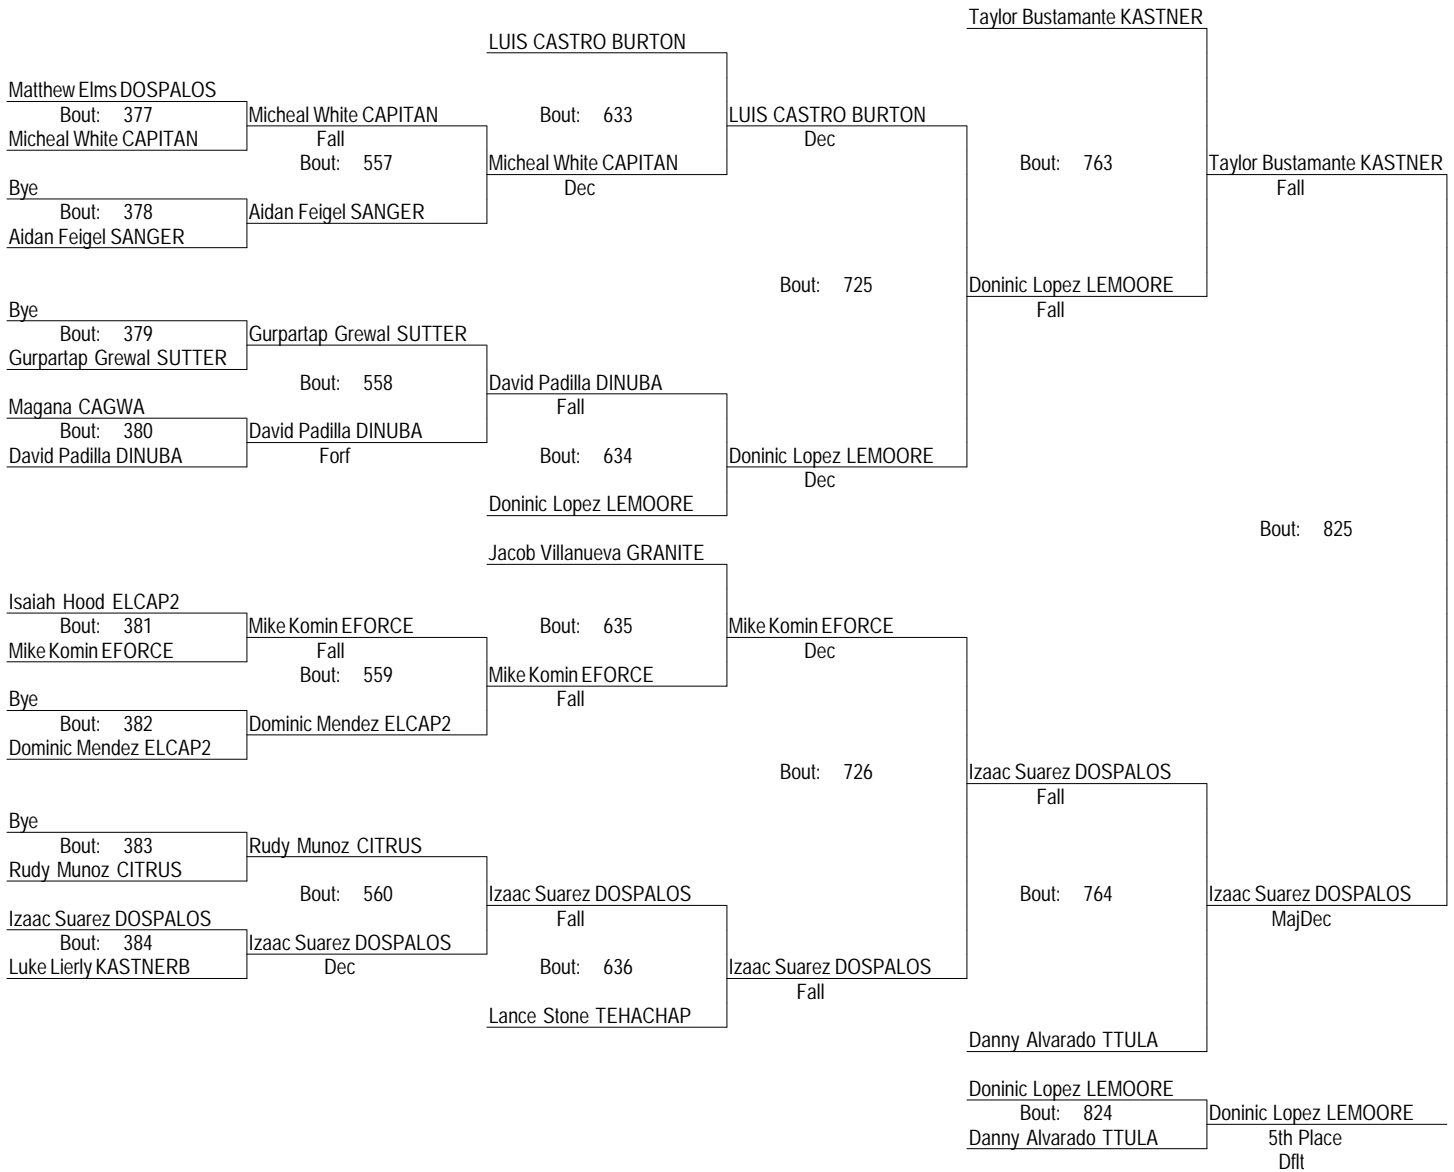 Taylor Bustamante KASTNER
LUIS CASTRO BURTON
Matthew Elms DOSPALOS
Bout: 377 Micheal White CAPITAN Bout: 633 LUIS CASTRO BURTON
Micheal White CAPITAN Fall Dec
Bout: 557 Micheal White CAPITAN Bout: 763 Taylor Bustamante KASTNER
Bye Dec Fall
Bout: 378 Aidan Feigel SANGER
Aidan Feigel SANGER
Bout: 725 Doninic Lopez LEMOORE
Bye Fall
Bout: 379 Gurpartap Grewal SUTTER
Gurpartap Grewal SUTTER
Bout: 558 David Padilla DINUBA
Magana CAGWA Fall
Bout: 380 David Padilla DINUBA
David Padilla DINUBA Forf Bout: 634 Doninic Lopez LEMOORE
Dec
Doninic Lopez LEMOORE
Bout: 825
Jacob Villanueva GRANITE
Isaiah Hood ELCAP2
Bout: 381 Mike Komin EFORCE Bout: 635 Mike Komin EFORCE
Mike Komin EFORCE Fall Dec
Bout: 559 Mike Komin EFORCE
Bye Fall
Bout: 382 Dominic Mendez ELCAP2
Dominic Mendez ELCAP2
Bout: 726 Izaac Suarez DOSPALOS
Fall
Bye
Bout: 383 Rudy Munoz CITRUS
Rudy Munoz CITRUS
Bout: 560 Izaac Suarez DOSPALOS Bout: 764 Izaac Suarez DOSPALOS
Izaac Suarez DOSPALOS Fall MajDec
Bout: 384 Izaac Suarez DOSPALOS
Luke Lierly KASTNERB Dec Bout: 636 Izaac Suarez DOSPALOS
Fall
Lance Stone TEHACHAP
Danny Alvarado TTULA
Doninic Lopez LEMOORE
Bout: 824 Doninic Lopez LEMOORE
Danny Alvarado TTULA 5th Place
Dflt